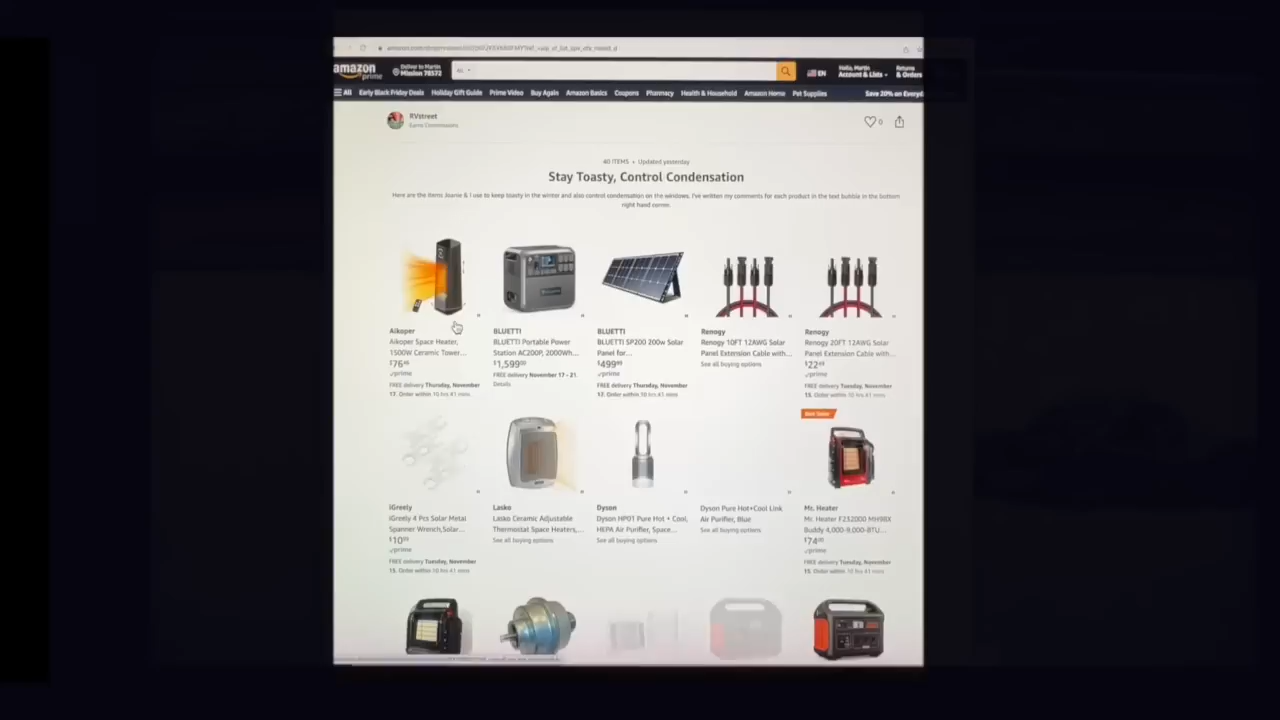 amazon
prime
Deliver to Martin
Mission 78572
All
EN
Hello, Martin
Account & Lists
Returns
& Orders
All
Early Black Friday Deals
Holiday Gift Guide
Prime Video
Buy Again
Amazon Basics
Coupons
Pharmacy
Health & Household
Amazon Home
Pet Supplies
Save 20% on Everyd
RVstreet
Earns Commissions
0
40 ITEMS • Updated yesterday
Stay Toasty, Control Condensation
Here are the items Joanie & I use to keep toasty in the winter and also control condensation on the windows. I've written my comments for each product in the text bubble in the bottom
right hand corner.
Aikoper
Aikoper Space Heater,
1500W Ceramic Tower...
prime
FREE delivery Thursday, November
17. Order within 10 hrs 41 mins
BLUETTI
BLUETTI Portable Power
Station AC200P, 2000Wh...
$1,599
FREE delivery November 17 - 21.
Details
BLUETTI
BLUETTI SP200 200w Solar
Panel for...
$499
prime
FREE delivery Thursday, November
17. Order within 10 hrs 41 mins
Renogy
Renogy 10FT 12AWG Solar
Panel Extension Cable with...
See all buying options
Renogy
Renogy 20FT 12AWG Solar
Panel Extension Cable with...
$22
prime
FREE delivery Tuesday, November
15. Order within 10 hrs 41 mins
iGreely
iGreely 4 Pcs Solar Metal
Spanner Wrench,Solar...
$10
prime
FREE delivery Tuesday, November
15. Order within 10 hrs 41 mins
Lasko
Lasko Ceramic Adjustable
Thermostat Space Heaters,...
See all buying options
Dyson
Dyson HP01 Pure Hot + Cool,
HEPA Air Purifier, Space...
See all buying options
Dyson Pure Hot+Cool Link
Air Purifier, Blue
See all buying options
Best Seller
Mr. Heater
Mr. Heater F232000 MH9BX
Buddy 4,000-9,000-BTU...
$74
prime
FREE delivery Tuesday, November
15. Order within 10 hrs 41 mins